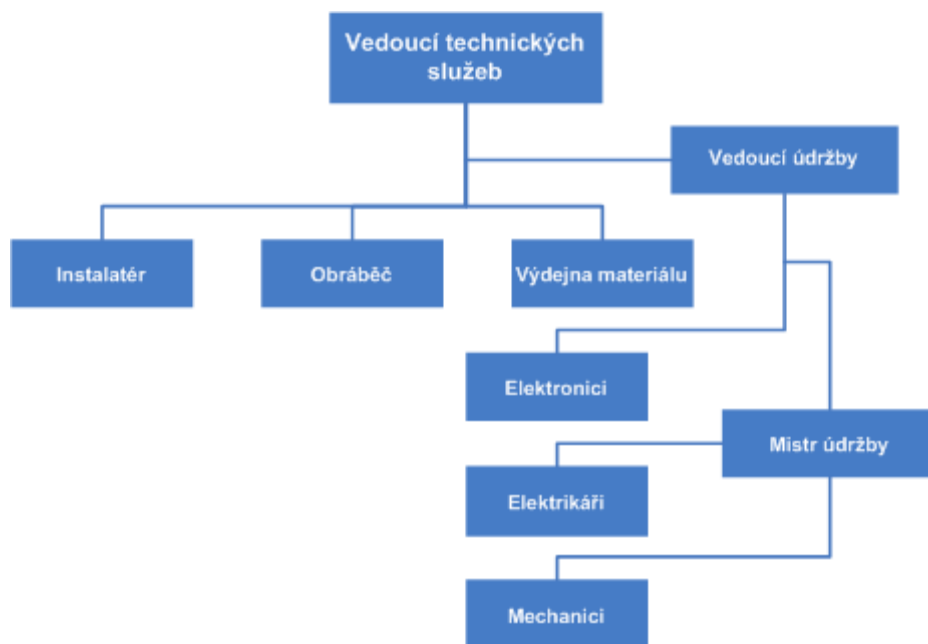 Vedoucí technických
služeb
Vedoucí údržby
Instalatér
Obráběč
Výdejna materiálu
Elektronici
Mistr údržby
Elektrikáři
Mechanici